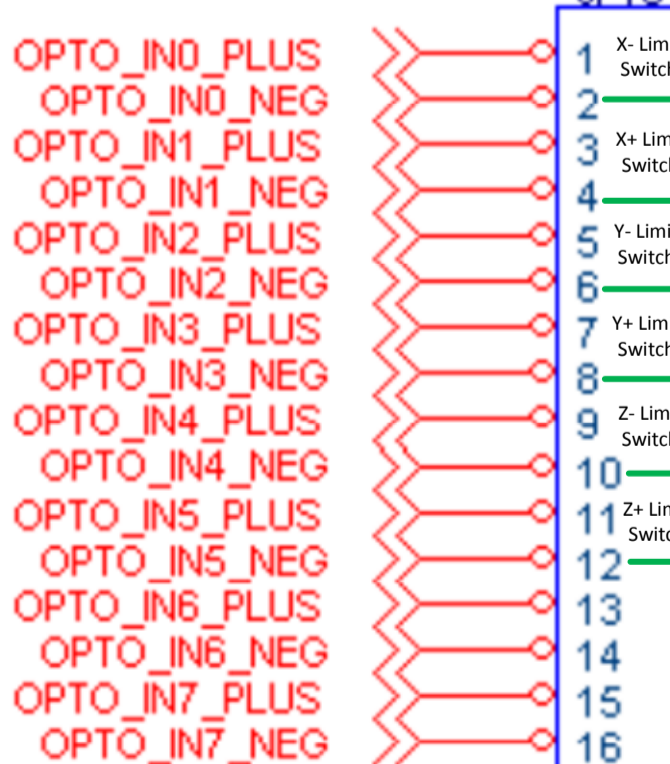 OPTO_IN0_PLUS
1
X- Lim
Switch
OPTO_IN0_NEG
2
OPTO_IN1_PLUS
3
X+ Lim
Switch
OPTO_IN1_NEG
4
OPTO_IN2_PLUS
5
Y- Limi
Switch
OPTO_IN2_NEG
6
OPTO_IN3_PLUS
7
Y+ Lim
Switch
OPTO_IN3_NEG
8
OPTO_IN4_PLUS
9
Z- Lim
Switch
OPTO_IN4_NEG
10
OPTO_IN5_PLUS
11
Z+ Lim
Switc
OPTO_IN5_NEG
12
OPTO_IN6_PLUS
13
OPTO_IN6_NEG
14
OPTO_IN7_PLUS
15
OPTO_IN7_NEG
16